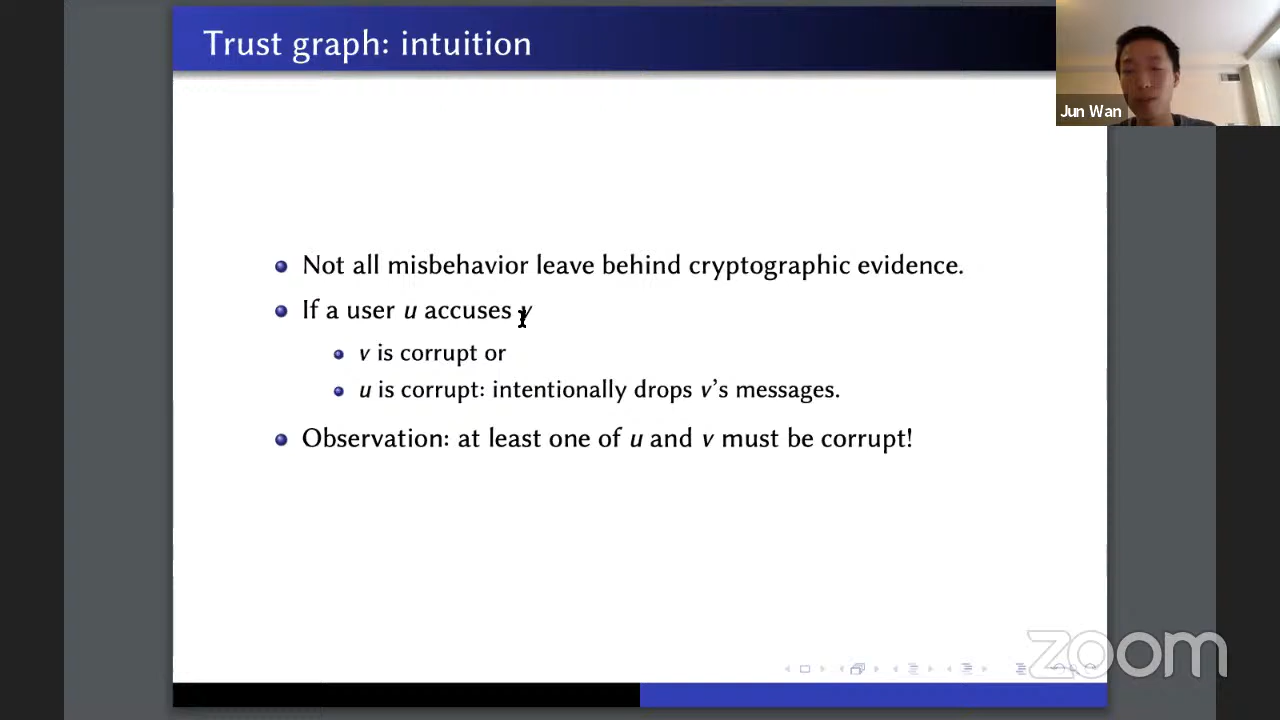 Trust graph: intuition
Jun Wan
Not all misbehavior leave behind cryptographic evidence.
If a user u accuses v
v is corrupt or
u is corrupt: intentionally drops v's messages.
Observation: at least one of u and v must be corrupt!
zoom